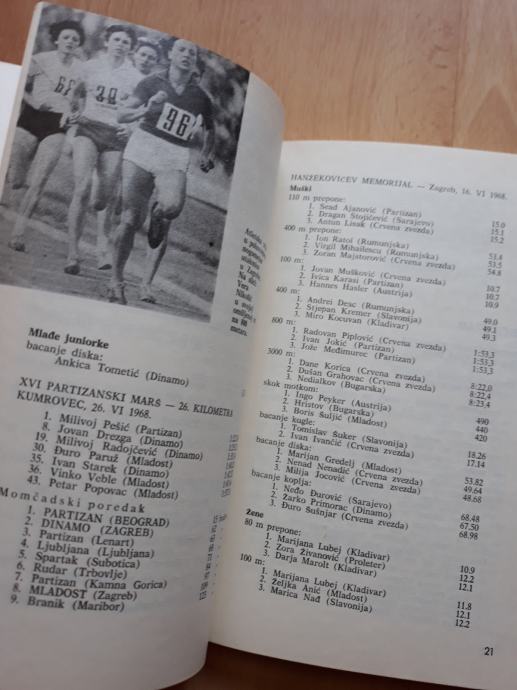 68
39
96
Mlađe juniorke
bacanje diska:
Ankica Tometić (Dinamo)
XVI PARTIZANSKI MARŠ — 26. KILOMETRA
KUMROVEC, 26. VI 1968.
1. Milivoj Pešić (Partizan)
8. Jovan Drezga (Dinamo)
19. Milivoj Radojčević (Dinamo)
30. Đuro Paruž (Mladost)
35. Ivan Starek (Dinamo)
36. Vinko Veble (Mladost)
43. Petar Popovac (Mladost)
Momčadski poredak
1. PARTIZAN (BEOGRAD)
2. DINAMO (ZAGREB)
3. Partizan (Lenart)
4. Ljubljana (Ljubljana)
5. Spartak (Subotica)
6. Rudar (Trbovlje)
7. Partizan (Kamna Gorica)
8. MLADOST (Zagreb)
9. Branik (Maribor)
HANŽEKOVIĆEV MEMORIJAL — Zagreb, 16. VI 1968.
Muški
110 m prepone:
1. Sead Ajanović (Partizan) 15.0
2. Dragan Stojičević (Sarajevo) 15.1
3. Antun Lisak (Crvena zvezda) 15.2
400 m prepone:
1. Ion Ratoi (Rumunjska) 53.4
2. Virgil Mihailescu (Rumunjska) 53.5
3. Zoran Majstorović (Crvena zvezda) 54.8
100 m:
1. Jovan Mušković (Crvena zvezda) 10.7
2. Ivica Karasi (Partizan) 10.7
3. Hannes Hasler (Austrija) 10.9
400 m:
1. Andrei Desc (Rumunjska) 49.0
2. Stjepan Kremer (Slavonija) 49.1
3. Miro Kocuvan (Kladivar) 49.3
800 m:
1. Radovan Piplović (Crvena zvezda) 1:53,3
2. Ivan Jokić (Partizan) 1:53,3
3. Jože Međimurec (Partizan) 1:53,3
3000 m:
1. Dane Korica (Crvena zvezda) 8:22,0
2. Dušan Grahovac (Crvena zvezda) 8:22,4
3. Nedialkov (Bugarska) 8:23,4
skok motkom:
1. Ingo Peyker (Austrija) 490
2. Hristov (Bugarska) 440
3. Boris Šuljić (Mladost) 420
bacanje kugle:
1. Tomislav Šuker (Slavonija) 18.26
2. Ivan Ivančić (Crvena zvezda) 17.14
bacanje diska:
1. Marijan Gredelj (Mladost) 53.82
2. Nenad Nenadić (Crvena zvezda) 49.64
3. Milija Jocović (Crvena zvezda) 48.68
bacanje koplja:
1. Neđo Đurović (Sarajevo) 68.48
2. Žarko Primorac (Dinamo) 67.50
3. Đuro Šušnjar (Crvena zvezda) 68.98
Žene
80 m prepone:
1. Marijana Lubej (Kladivar) 10.9
2. Zora Živanović (Proleter) 12.2
3. Darja Marolt (Kladivar) 12.1
100 m:
1. Marijana Lubej (Kladivar) 11.8
2. Željka Anić (Mladost) 12.1
3. Marica Nađ (Slavonija) 12.2
21